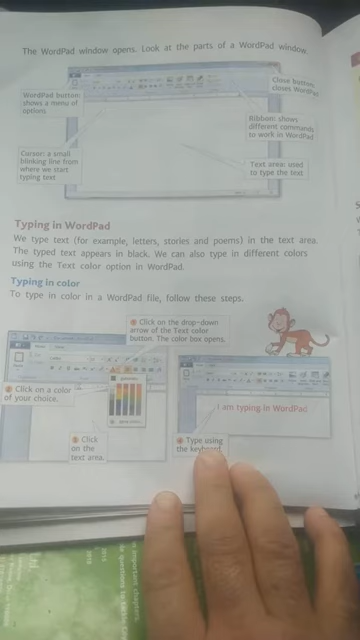 The WordPad window opens. Look at the parts of a WordPad window.
WordPad button:
shows a menu of
options
Close button:
closes WordPad
Ribbon: shows
different commands
to work in WordPad
Cursor: a small
blinking line from
where we start
typing text
Text area: used
to type the text
Typing in WordPad
We type text (for example, letters, stories and poems) in the text area.
The typed text appears in black. We can also type in different colors
using the Text color option in WordPad.
Typing in color
To type in color in a WordPad file, follow these steps.
Click on the drop-down
arrow of the Text color
button. The color box opens.
Click on a color
of your choice.
I am typing in WordPad
Click
on the
text area.
Type using
the keyboard.